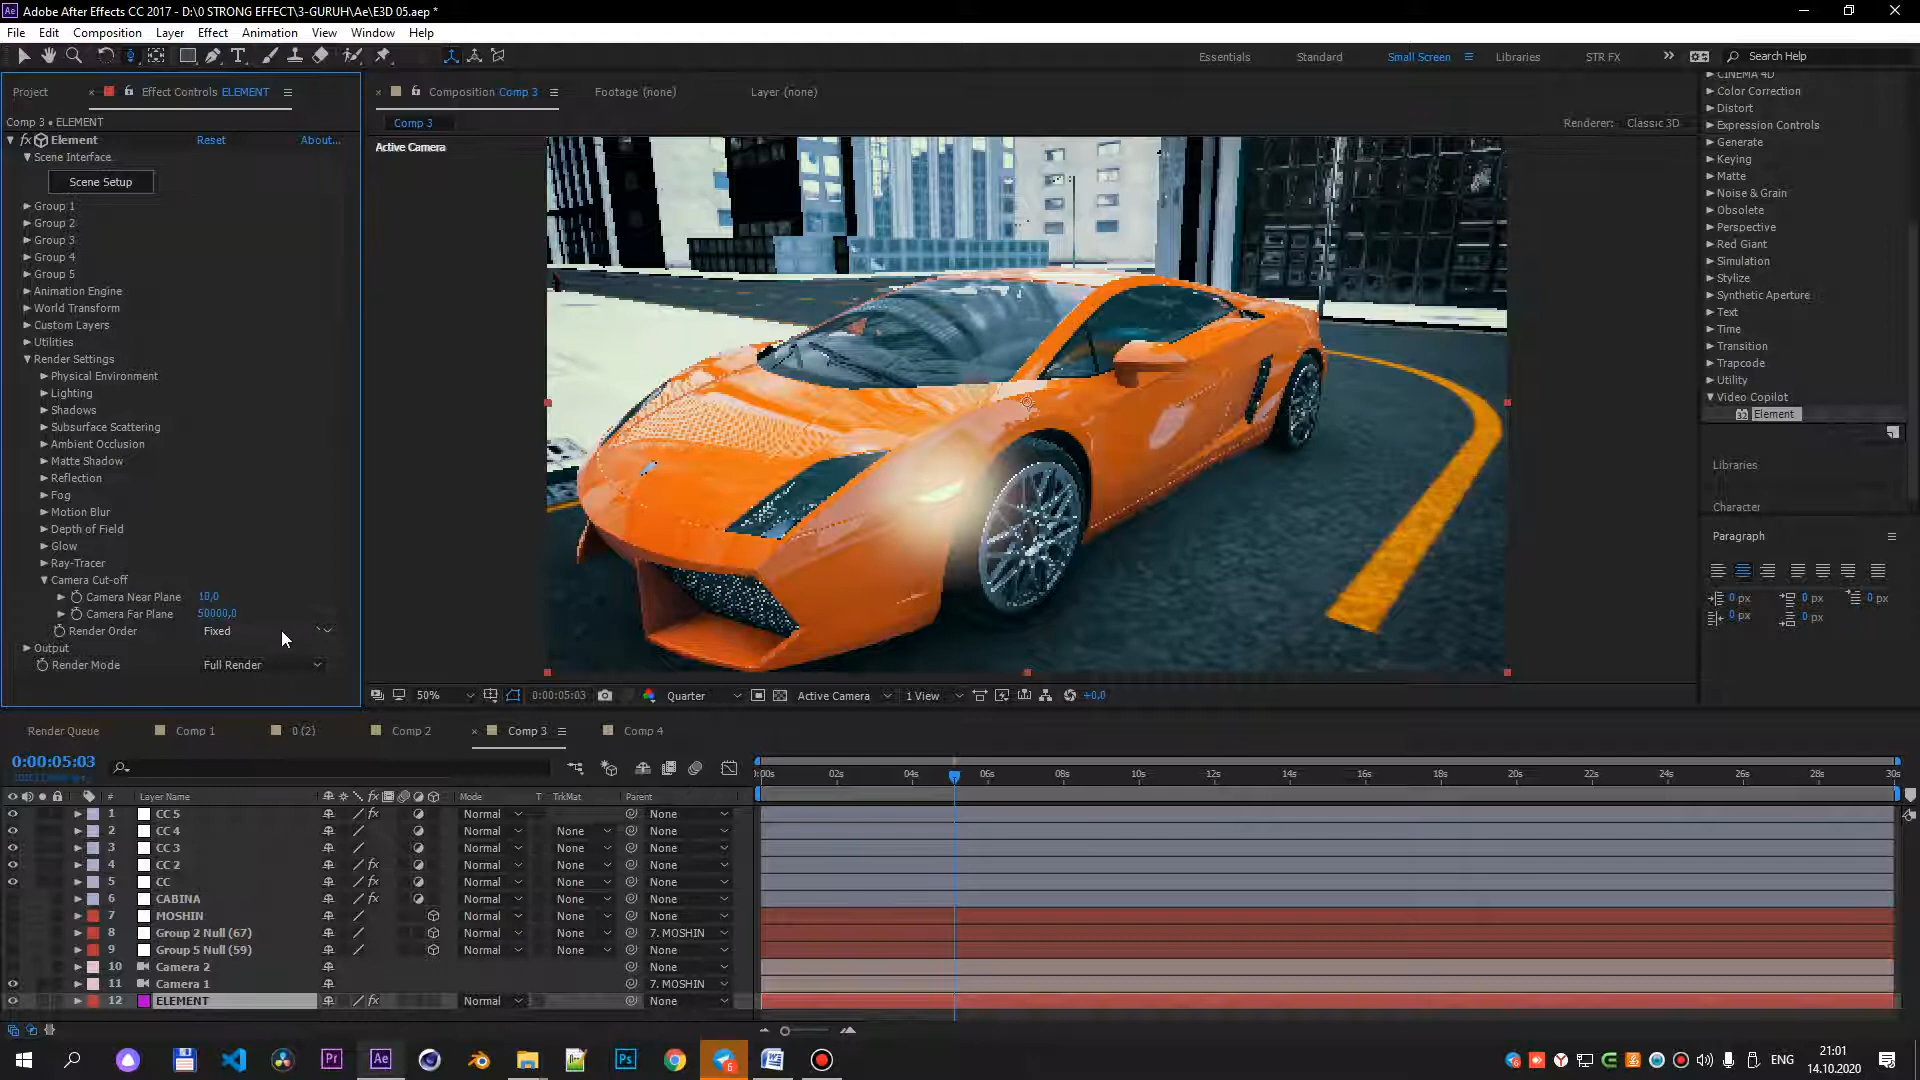 Adobe After Effects CC 2017 - D:\0 STRONG EFFECT\3-GURUH\Ae\E3D 05.aep *
File Edit Composition Layer Effect Animation View Window Help
Essentials Standard Small Screen Libraries STR FX Search Help
Project Effect Controls ELEMENT Composition Comp 3 Footage (none) Layer (none)
Comp 3 • ELEMENT
Comp 3
Renderer: Classic 3D
Active Camera
fx Element Reset About...
Scene Interface
Scene Setup
Group 1
Group 2
Group 3
Group 4
Group 5
Animation Engine
World Transform
Custom Layers
Utilities
Render Settings
Physical Environment
Lighting
Shadows
Subsurface Scattering
Ambient Occlusion
Matte Shadow
Reflection
Fog
Motion Blur
Depth of Field
Glow
Ray-Tracer
Camera Cut-off
Camera Near Plane 10,0
Camera Far Plane 50000,0
Render Order Fixed
Output
Render Mode Full Render
CINEMA 4D
Color Correction
Distort
Expression Controls
Generate
Keying
Matte
Noise & Grain
Obsolete
Perspective
Red Giant
Simulation
Stylize
Synthetic Aperture
Text
Time
Transition
Trapcode
Utility
Video Copilot
Element
Libraries
Character
Paragraph
0 px 0 px 0 px
0 px 0 px
50% 0:00:05:03 Quarter Active Camera 1 View +0,0
Render Queue Comp 1 0 (2) Comp 2 Comp 3 Comp 4
0:00:05:03
:00s 02s 04s 06s 08s 10s 12s 14s 16s 18s 20s 22s 24s 26s 28s 30s
# Layer Name Mode T TrkMat Parent
1 CC 5 Normal None
2 CC 4 Normal None None
3 CC 3 Normal None None
4 CC 2 Normal None None
5 CC Normal None None
6 CABINA Normal None None
7 MOSHIN Normal None None
8 Group 2 Null (67) Normal None 7. MOSHIN
9 Group 5 Null (59) Normal None None
10 Camera 2 None
11 Camera 1 7. MOSHIN
12 ELEMENT Normal None
ENG
21:01
14.10.2020